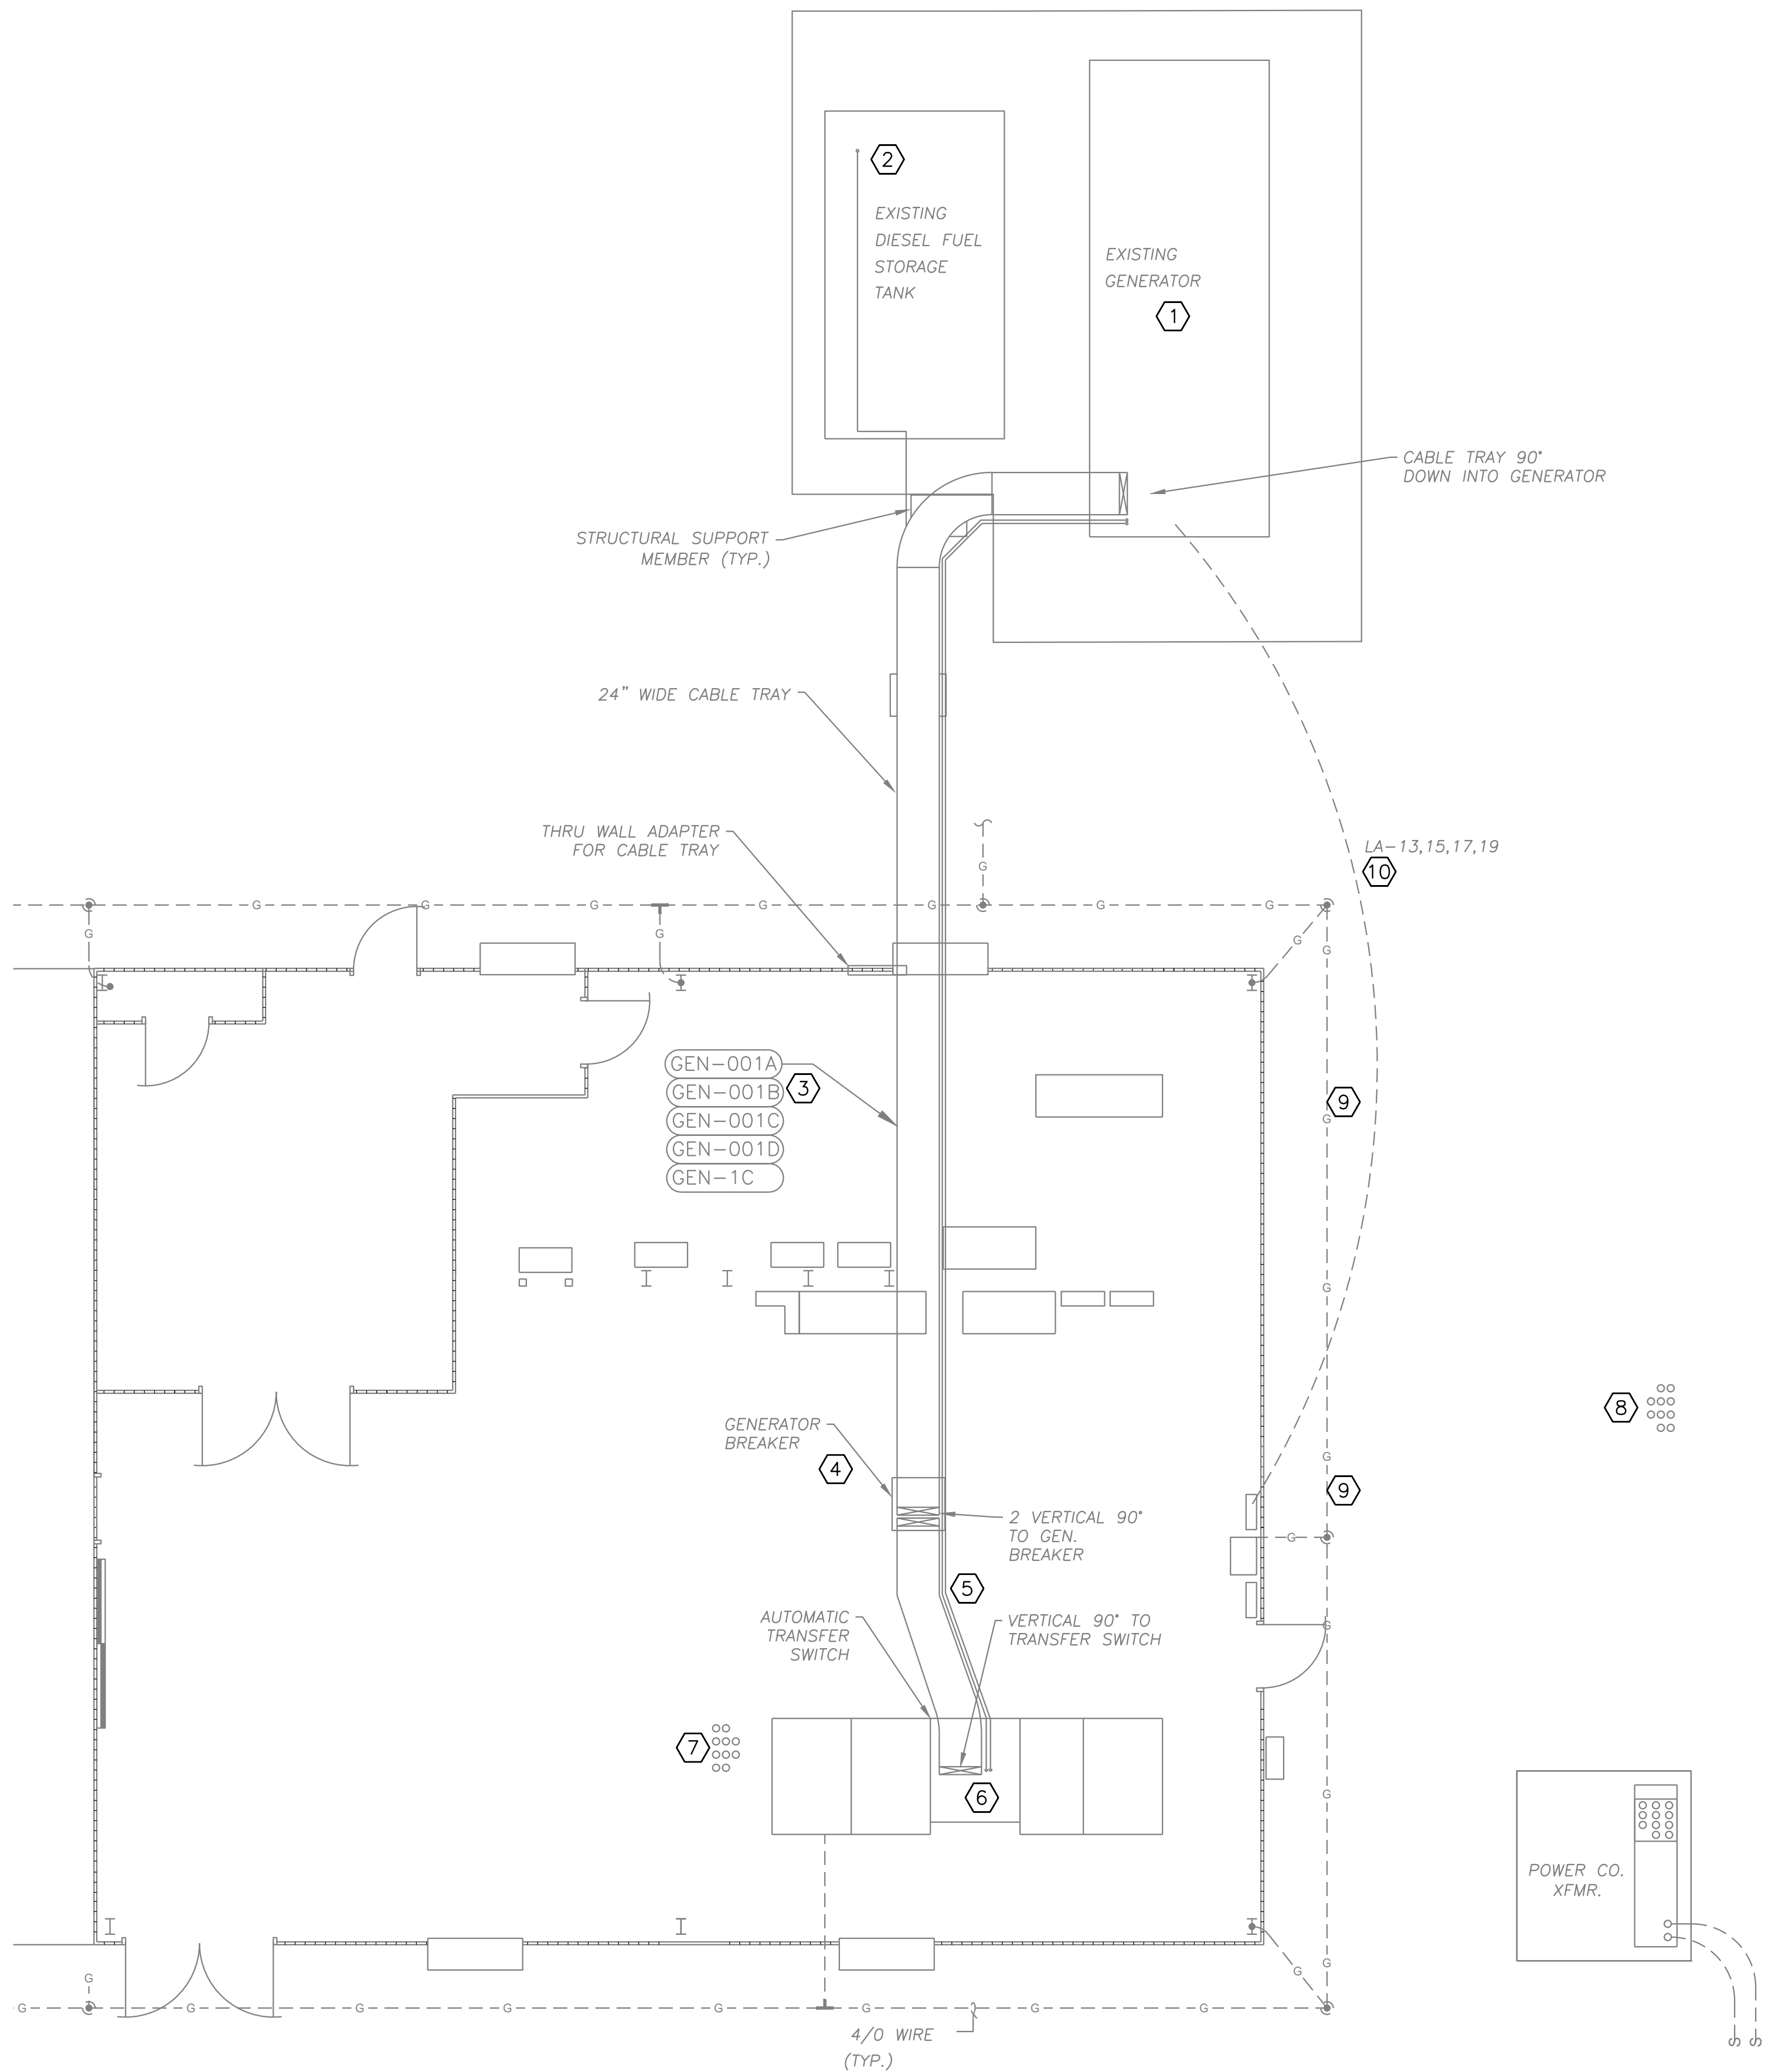 2
EXISTING
DIESEL FUEL
STORAGE
TANK
EXISTING
GENERATOR
1
CABLE TRAY 90°
DOWN INTO GENERATOR
STRUCTURAL SUPPORT
MEMBER (TYP.)
24" WIDE CABLE TRAY
THRU WALL ADAPTER
FOR CABLE TRAY
LA-13,15,17,19
10
G
G G G G G G G
G G
G
G
GEN-001A
GEN-001B
GEN-001C
GEN-001D
GEN-1C
3
9
G
G
8
GENERATOR
BREAKER
4
G
9
2 VERTICAL 90°
TO GEN.
BREAKER
G
5
AUTOMATIC
TRANSFER
SWITCH
VERTICAL 90° TO
TRANSFER SWITCH
G
7
6
G
POWER CO.
XFMR.
G
G
G
G G G G G G G G
4/0 WIRE
(TYP.)
S S